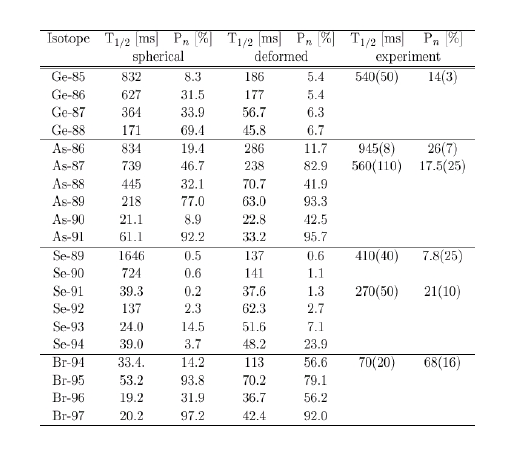 Isotope T1/2 [ms] Pn [%] T1/2 [ms] Pn [%] T1/2 [ms] Pn [%]
spherical deformed experiment
Ge-85 832 8.3 186 5.4 540(50) 14(3)
Ge-86 627 31.5 177 5.4
Ge-87 364 33.9 56.7 6.3
Ge-88 171 69.4 45.8 6.7
As-86 834 19.4 286 11.7 945(8) 26(7)
As-87 739 46.7 238 82.9 560(110) 17.5(25)
As-88 445 32.1 70.7 41.9
As-89 218 77.0 63.0 93.3
As-90 21.1 8.9 22.8 42.5
As-91 61.1 92.2 33.2 95.7
Se-89 1646 0.5 137 0.6 410(40) 7.8(25)
Se-90 724 0.6 141 1.1
Se-91 39.3 0.2 37.6 1.3 270(50) 21(10)
Se-92 137 2.3 62.3 2.7
Se-93 24.0 14.5 51.6 7.1
Se-94 39.0 3.7 48.2 23.9
Br-94 33.4. 14.2 113 56.6 70(20) 68(16)
Br-95 53.2 93.8 70.2 79.1
Br-96 19.2 31.9 36.7 56.2
Br-97 20.2 97.2 42.4 92.0